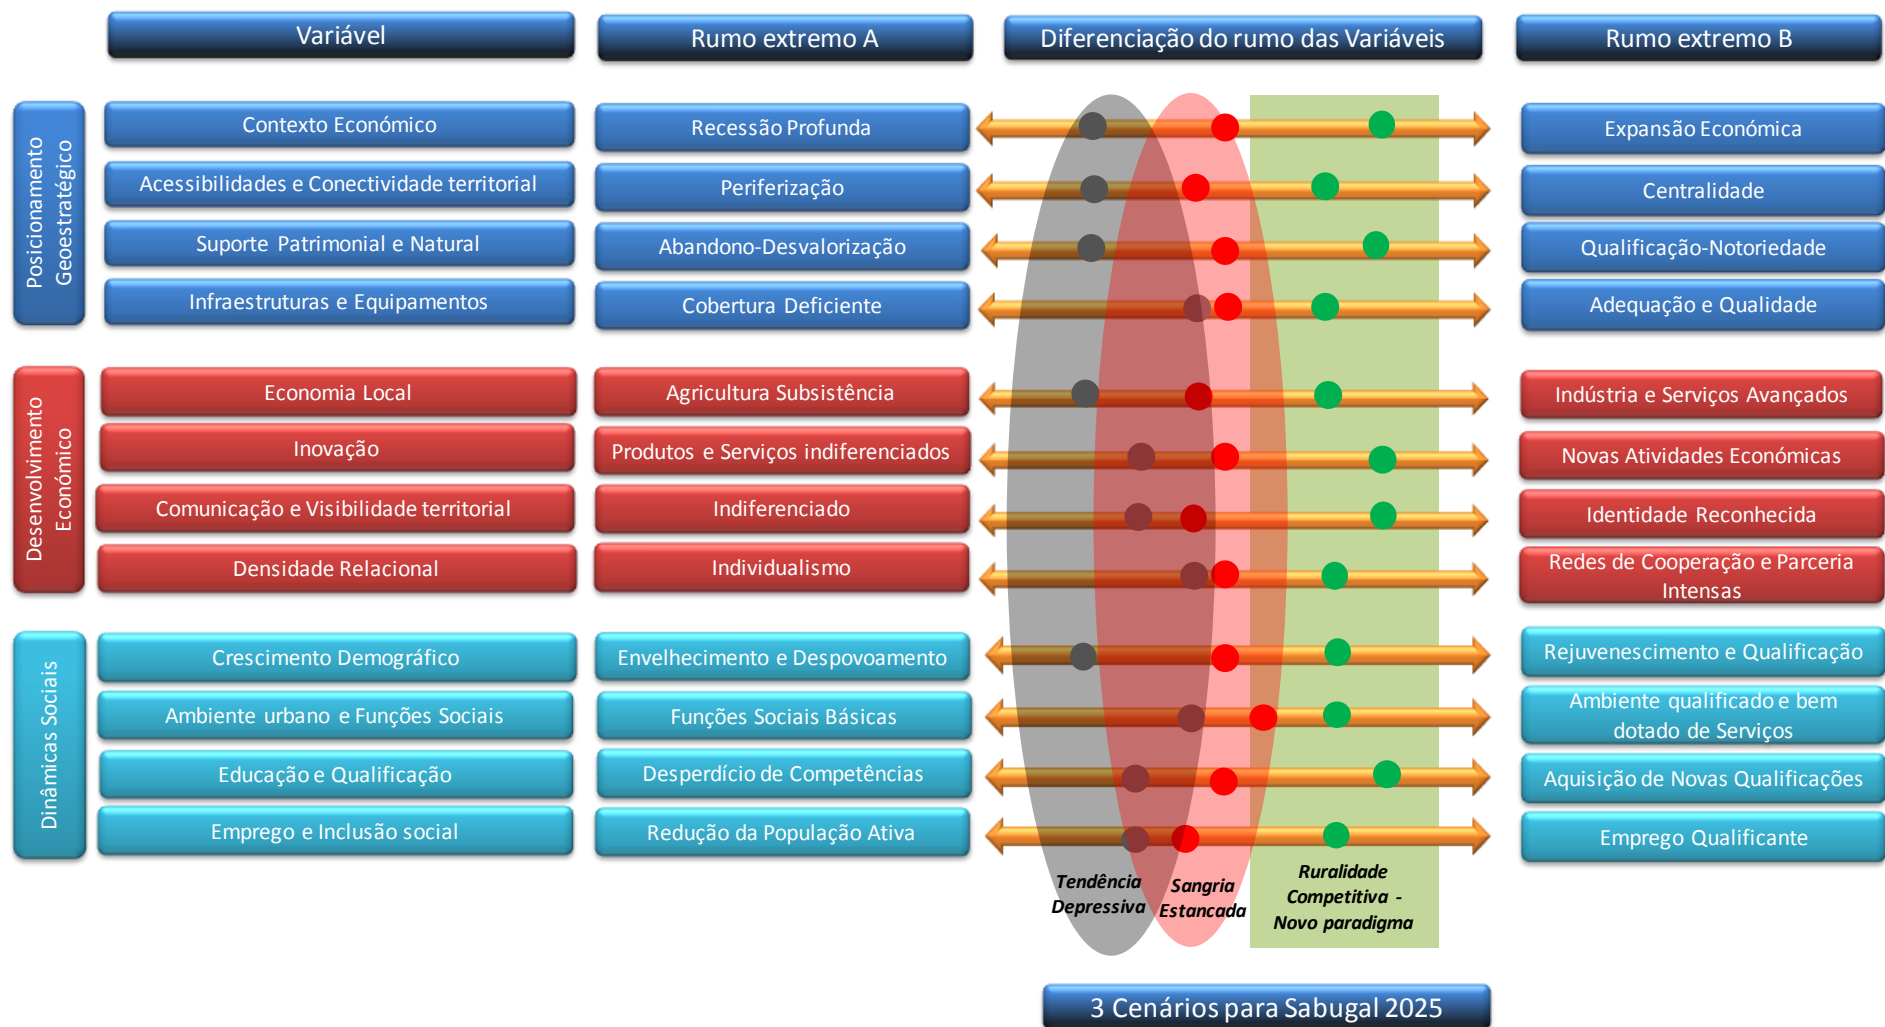 Variável
Rumo extremo A
Diferenciação do rumo das Variáveis
Rumo extremo B
Posicionamento
Geoestratégico
Contexto Económico
Recessão Profunda
Expansão Económica
Acessibilidades e Conectividade territorial
Periferização
Centralidade
Suporte Patrimonial e Natural
Abandono-Desvalorização
Qualificação-Notoriedade
Infraestruturas e Equipamentos
Cobertura Deficiente
Adequação e Qualidade
Desenvolvimento
Económico
Economia Local
Agricultura Subsistência
Indústria e Serviços Avançados
Inovação
Produtos e Serviços indiferenciados
Novas Atividades Económicas
Comunicação e Visibilidade territorial
Indiferenciado
Identidade Reconhecida
Densidade Relacional
Individualismo
Redes de Cooperação e Parceria
Intensas
Dinâmicas Sociais
Crescimento Demográfico
Envelhecimento e Despovoamento
Rejuvenescimento e Qualificação
Ambiente urbano e Funções Sociais
Funções Sociais Básicas
Ambiente qualificado e bem
dotado de Serviços
Educação e Qualificação
Desperdício de Competências
Aquisição de Novas Qualificações
Emprego e Inclusão social
Redução da População Ativa
Emprego Qualificante
Tendência
Depressiva
Sangria
Estancada
Ruralidade
Competitiva -
Novo paradigma
3 Cenários para Sabugal 2025